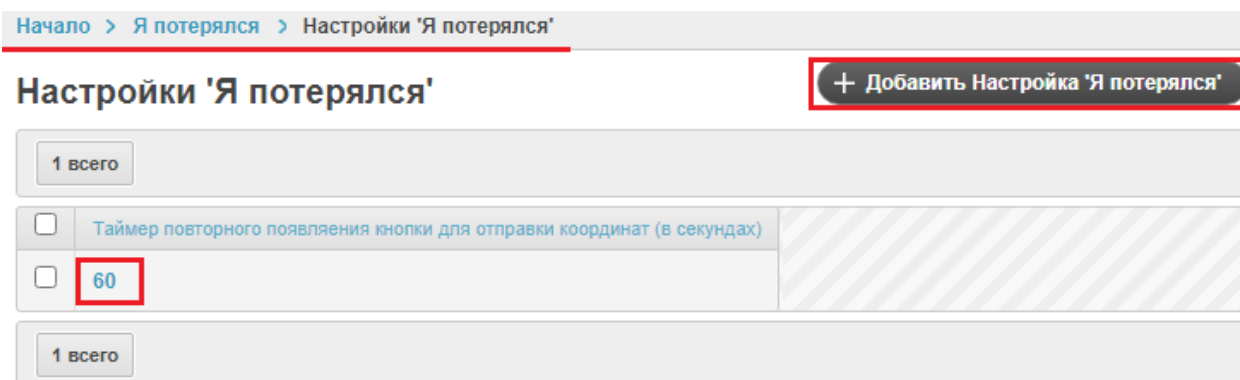 Начало > Я потерялся > Настройки 'Я потерялся'
Настройки 'Я потерялся'
+ Добавить Настройка 'Я потерялся'
1 всего
Таймер повторного появляения кнопки для отправки координат (в секундах)
60
1 всего